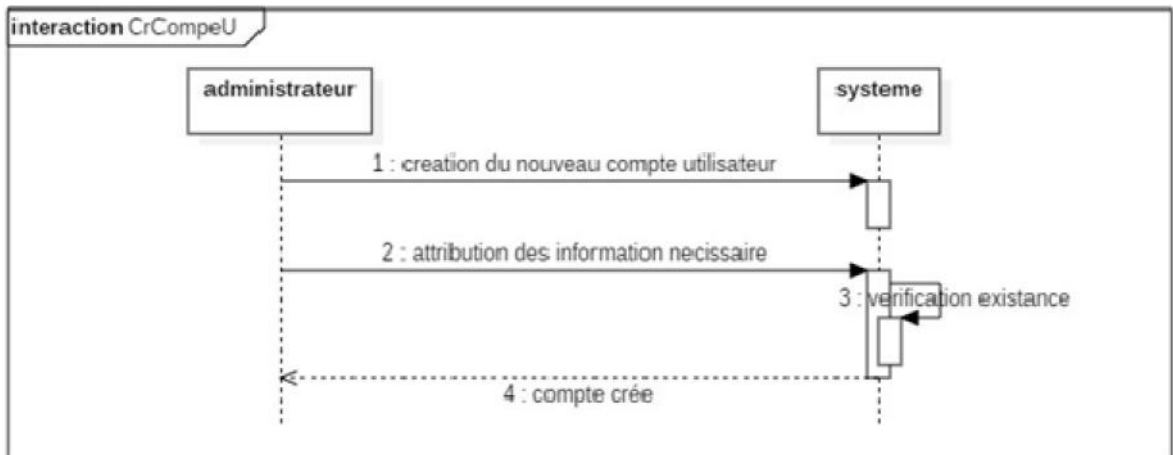 interaction CrCompeU
administrateur
systeme
1 : creation du nouveau compte utilisateur
2 : attribution des information necissaire
3 : verification existance
4 : compte crée